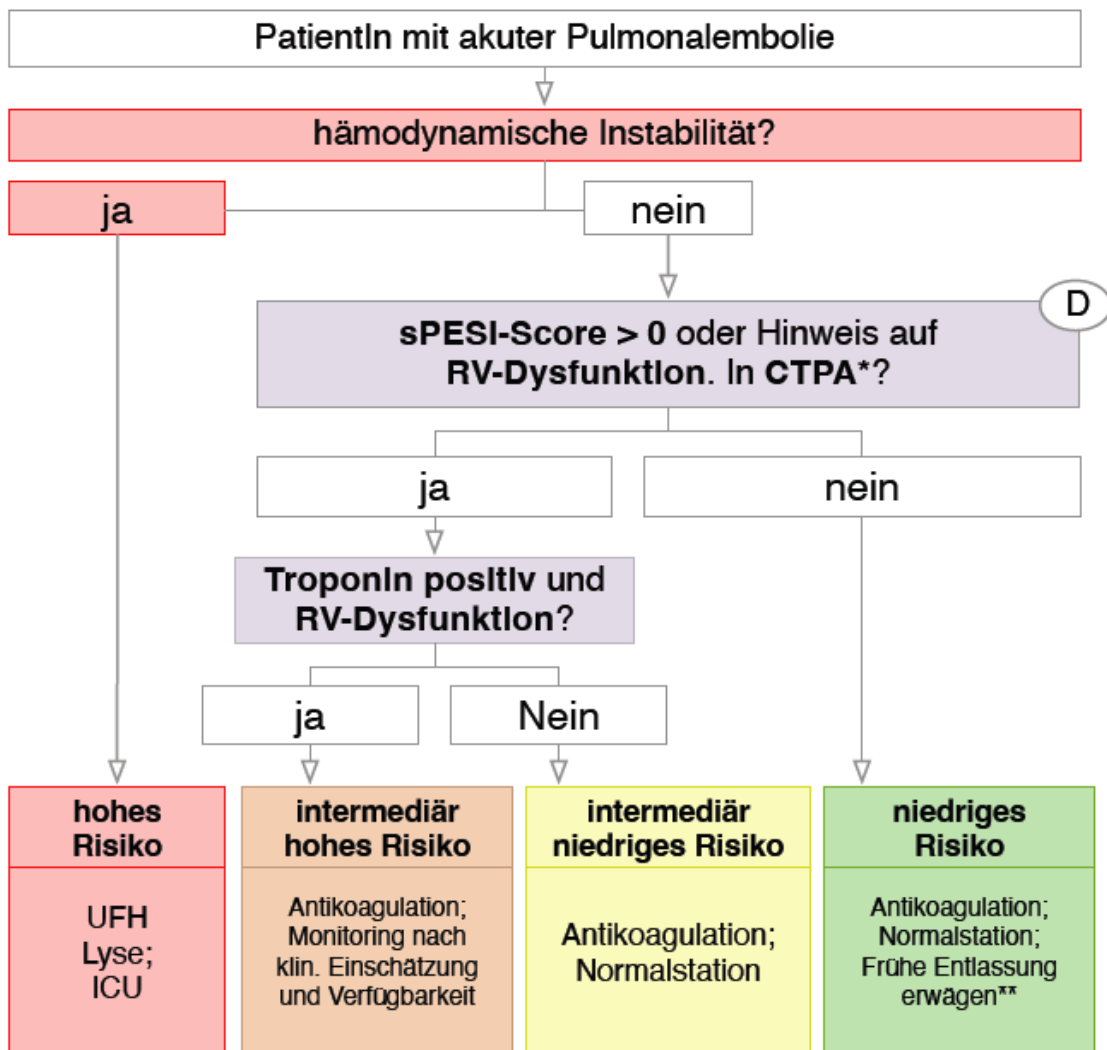 PatientIn mit akuter Pulmonalembolie
hämodynamische Instabilität?
ja
nein
D
sPESI-Score > 0 oder Hinweis auf
RV-Dysfunktion. In CTPA*?
ja
nein
Troponin positiv und
RV-Dysfunktion?
ja
Nein
hohes
Risiko
UFH
Lyse;
ICU
intermediär
hohes Risiko
Antikoagulation;
Monitoring nach
klin. Einschätzung
und Verfügbarkeit
intermediär
niedriges Risiko
Antikoagulation;
Normalstation
niedriges
Risiko
Antikoagulation;
Normalstation;
Frühe Entlassung
erwägen**